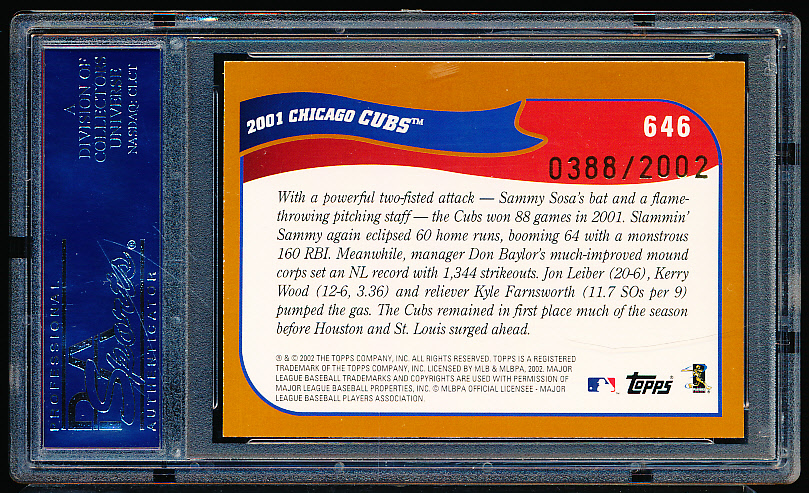 A
DIVISION OF
COLLECTORS
UNIVERSE
NASDAQ: CLCT
PSA
Sports
®
PROFESSIONAL
AUTHENTICATOR
2001 CHICAGO CUBS™
646
0388/2002
With a powerful two-fisted attack — Sammy Sosa's bat and a flame-
throwing pitching staff — the Cubs won 88 games in 2001. Slammin'
Sammy again eclipsed 60 home runs, booming 64 with a monstrous
160 RBI. Meanwhile, manager Don Baylor's much-improved mound
corps set an NL record with 1,344 strikeouts. Jon Leiber (20-6), Kerry
Wood (12-6, 3.36) and reliever Kyle Farnsworth (11.7 SOs per 9)
pumped the gas. The Cubs remained in first place much of the season
before Houston and St. Louis surged ahead.
® & © 2002 THE TOPPS COMPANY, INC. ALL RIGHTS RESERVED. TOPPS IS A REGISTERED
TRADEMARK OF THE TOPPS COMPANY, INC. LICENSED BY MLB & MLBPA, 2002. MAJOR
LEAGUE BASEBALL TRADEMARKS AND COPYRIGHTS ARE USED WITH PERMISSION OF
MAJOR LEAGUE BASEBALL PROPERTIES, INC. © MLBPA OFFICIAL LICENSEE - MAJOR
LEAGUE BASEBALL PLAYERS ASSOCIATION.
TOPPS®